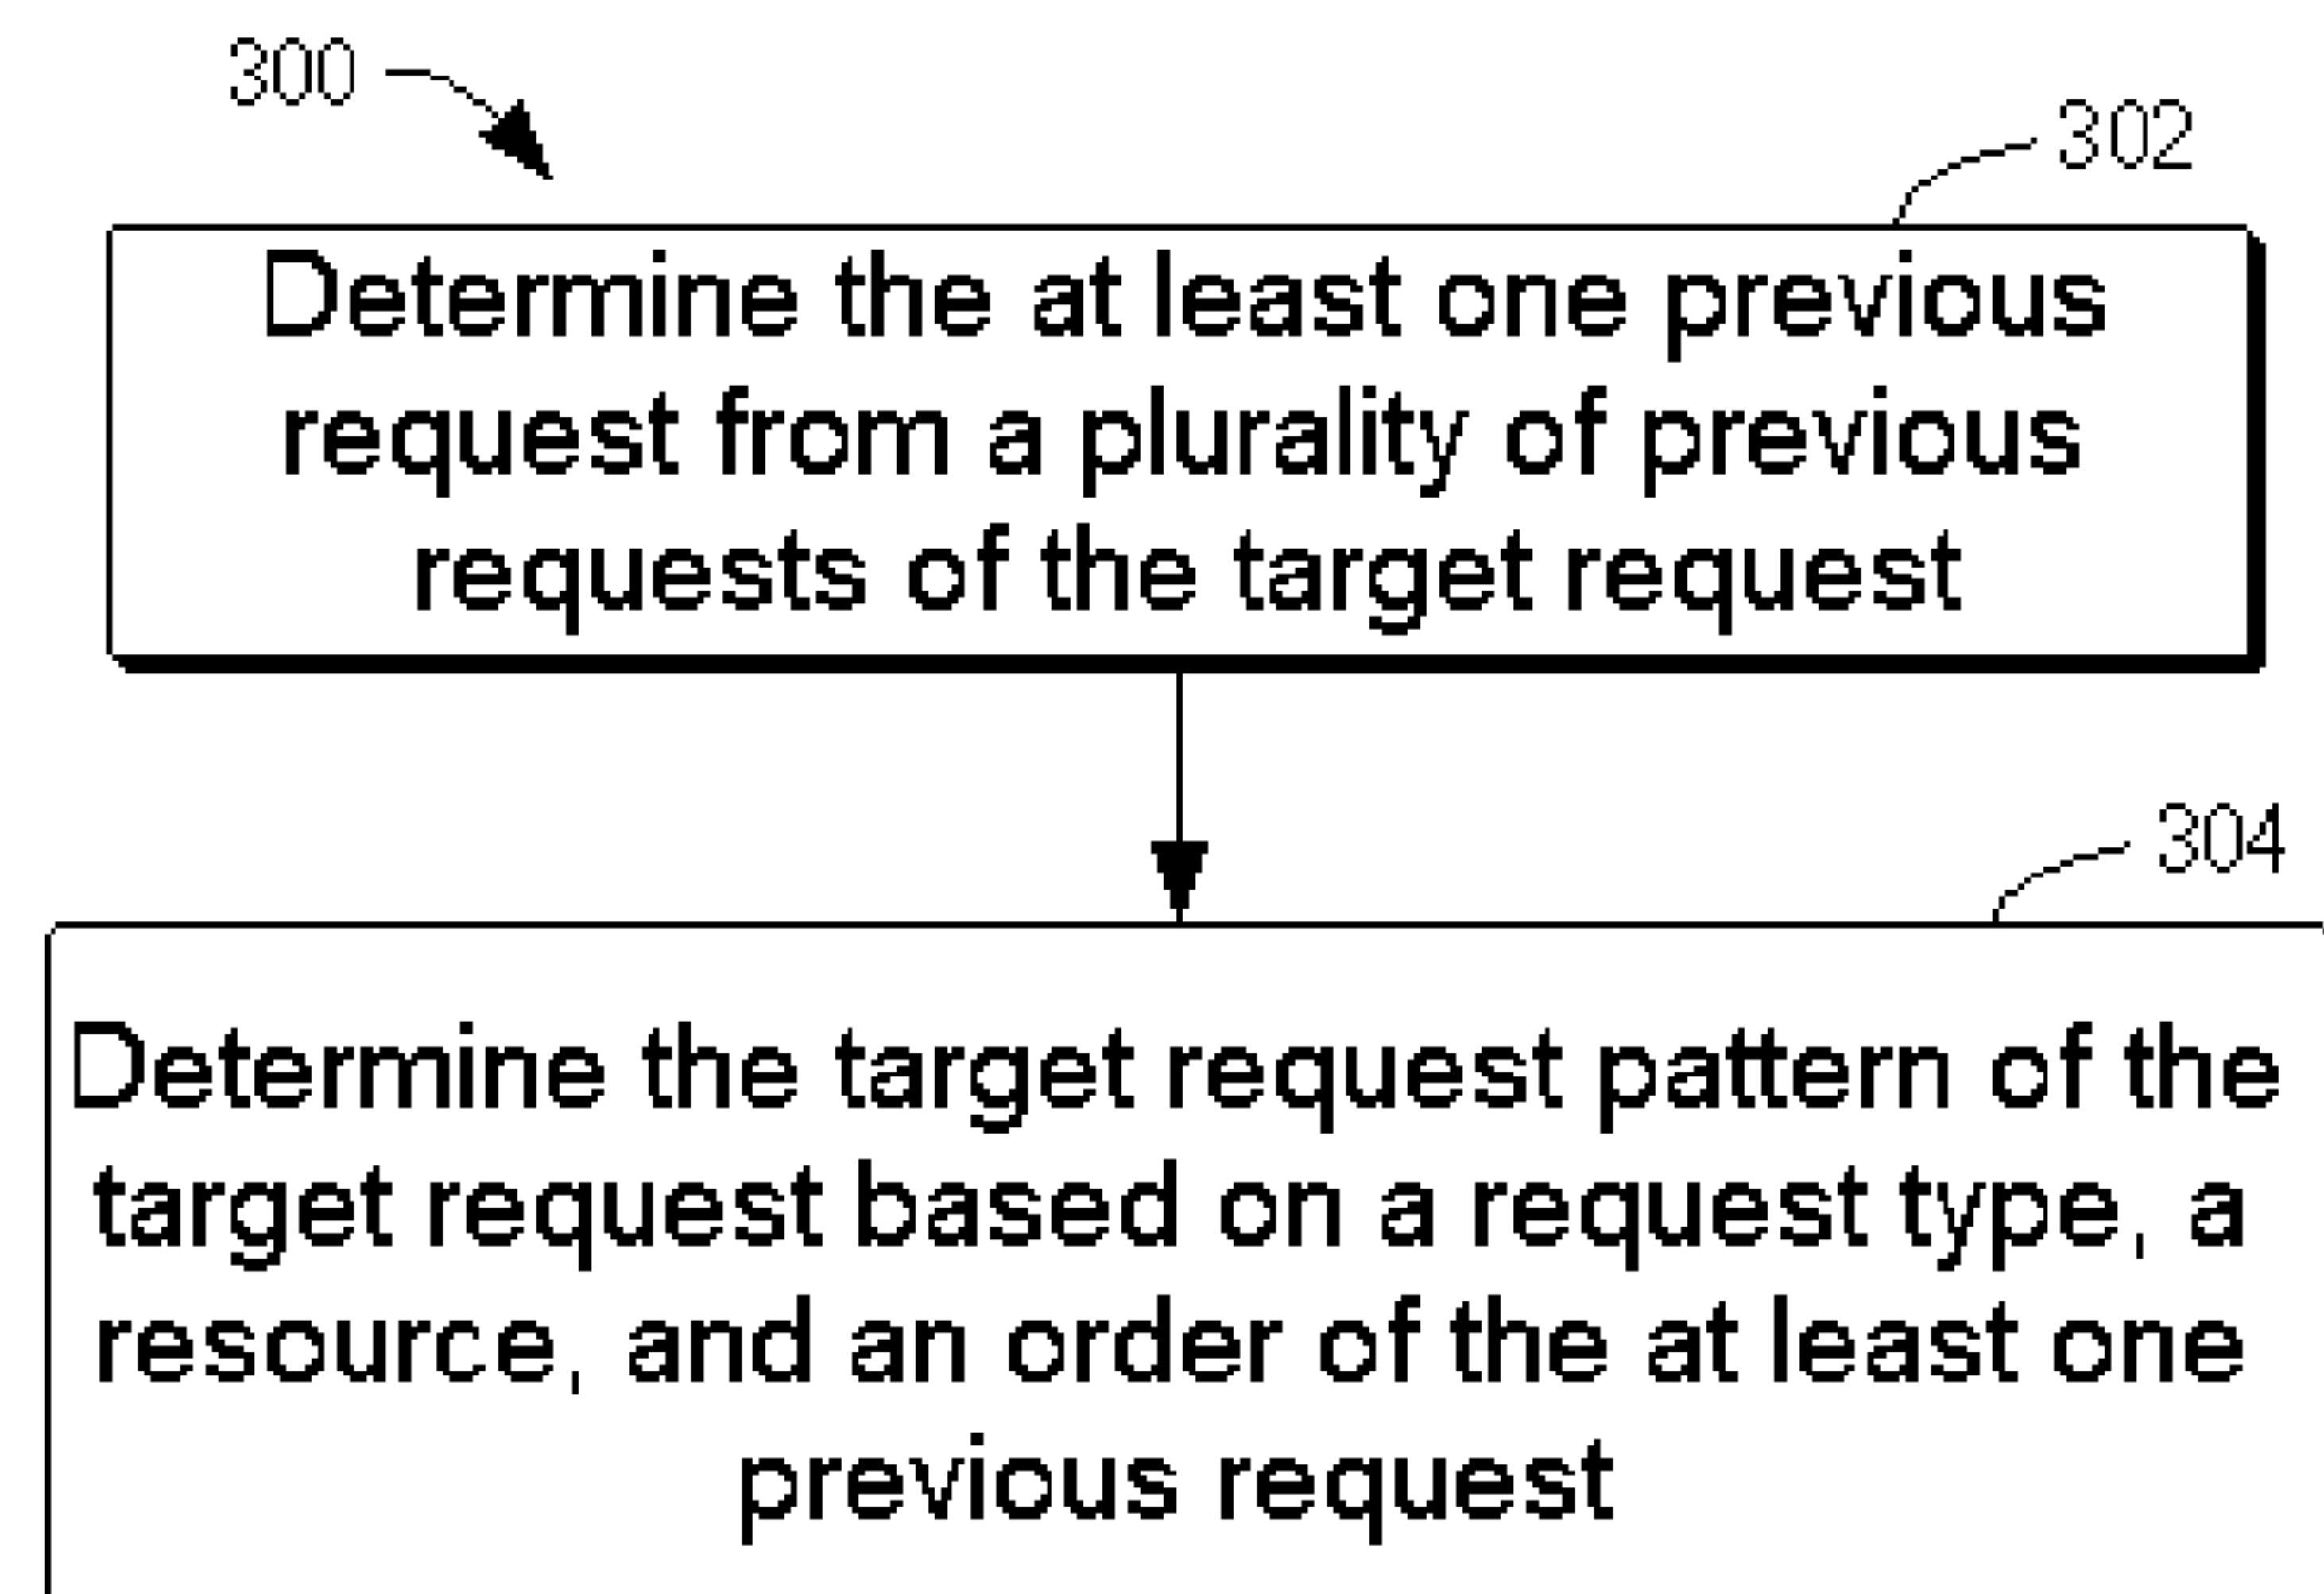 300
302
Determine the at least one previous
request from a plurality of previous
requests of the target request
304
Determine the target request pattern of the
target request based on a request type, a
resource, and an order of the at least one
previous request